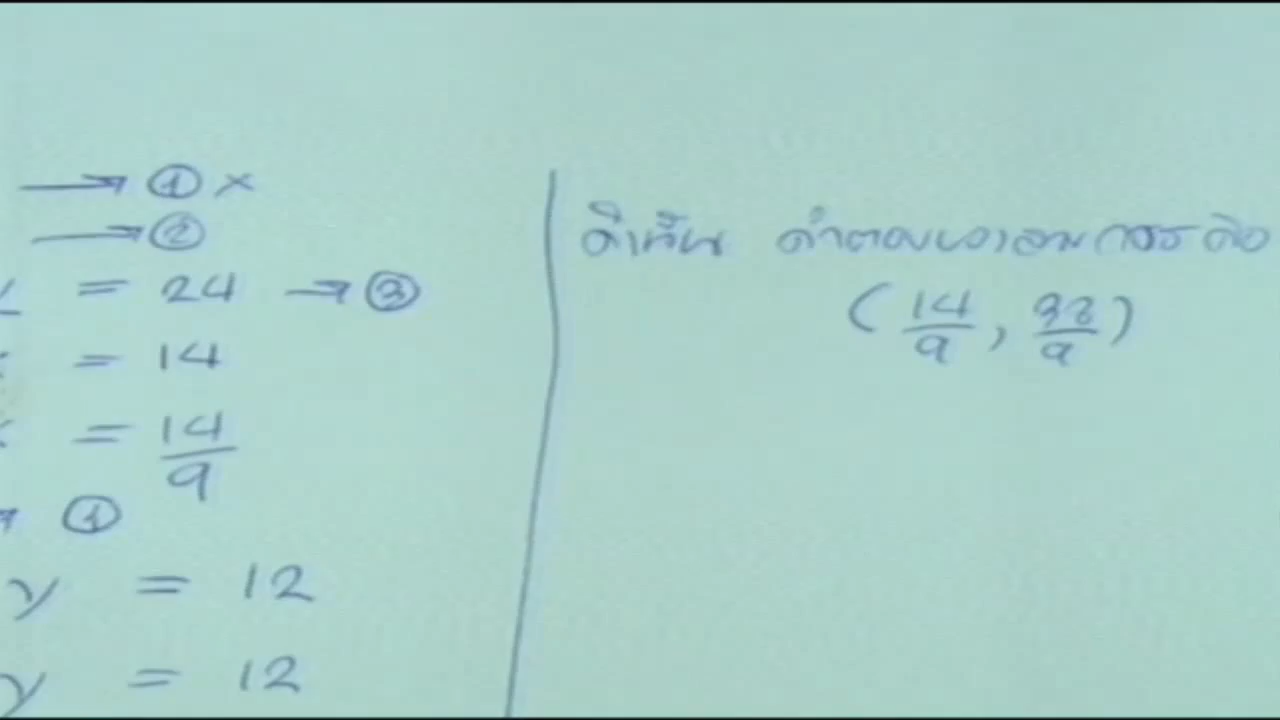 → ① ×
→ ②
= 24 → ③
= 14
= 14/9
① 
y = 12
y = 12
ดังนั้น คำตอบของสมการ คือ
(14/9, 38/9)